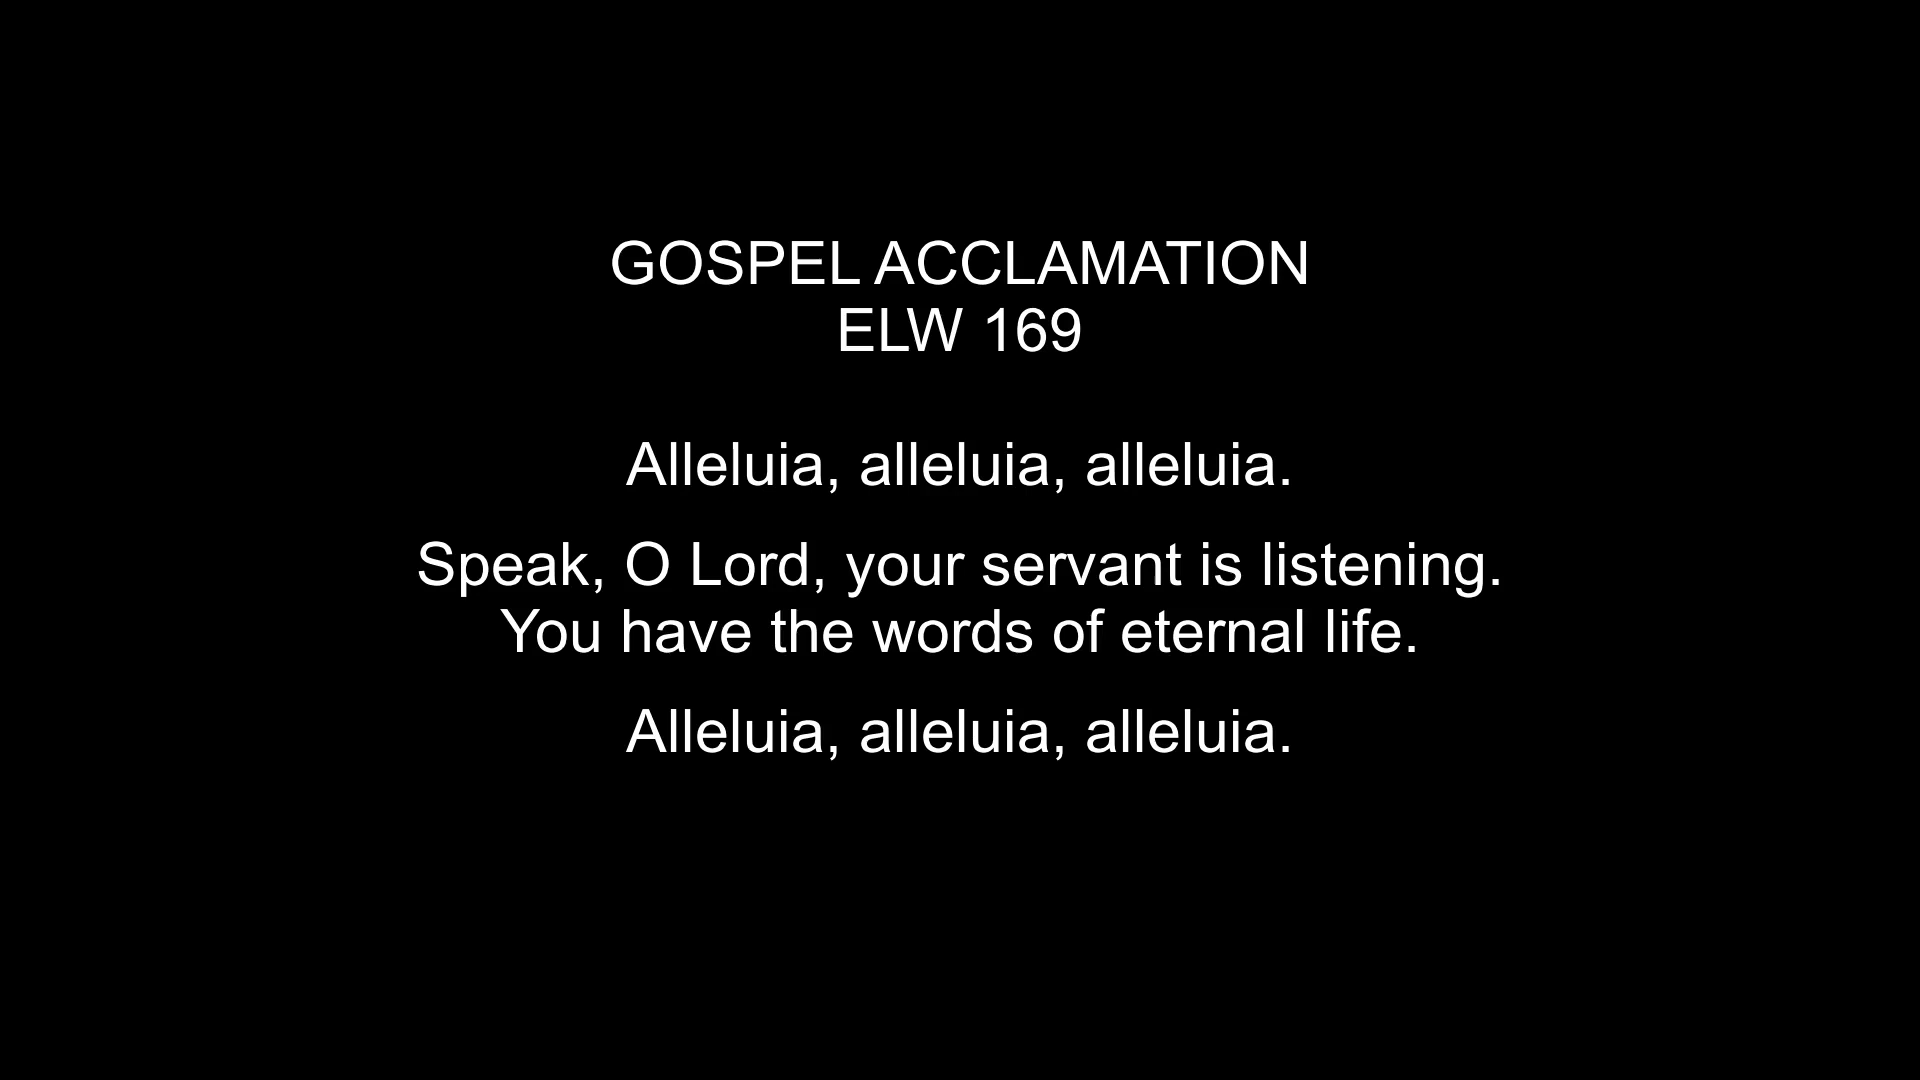 GOSPEL ACCLAMATION
ELW 169
Alleluia, alleluia, alleluia.
Speak, O Lord, your servant is listening.
You have the words of eternal life.
Alleluia, alleluia, alleluia.